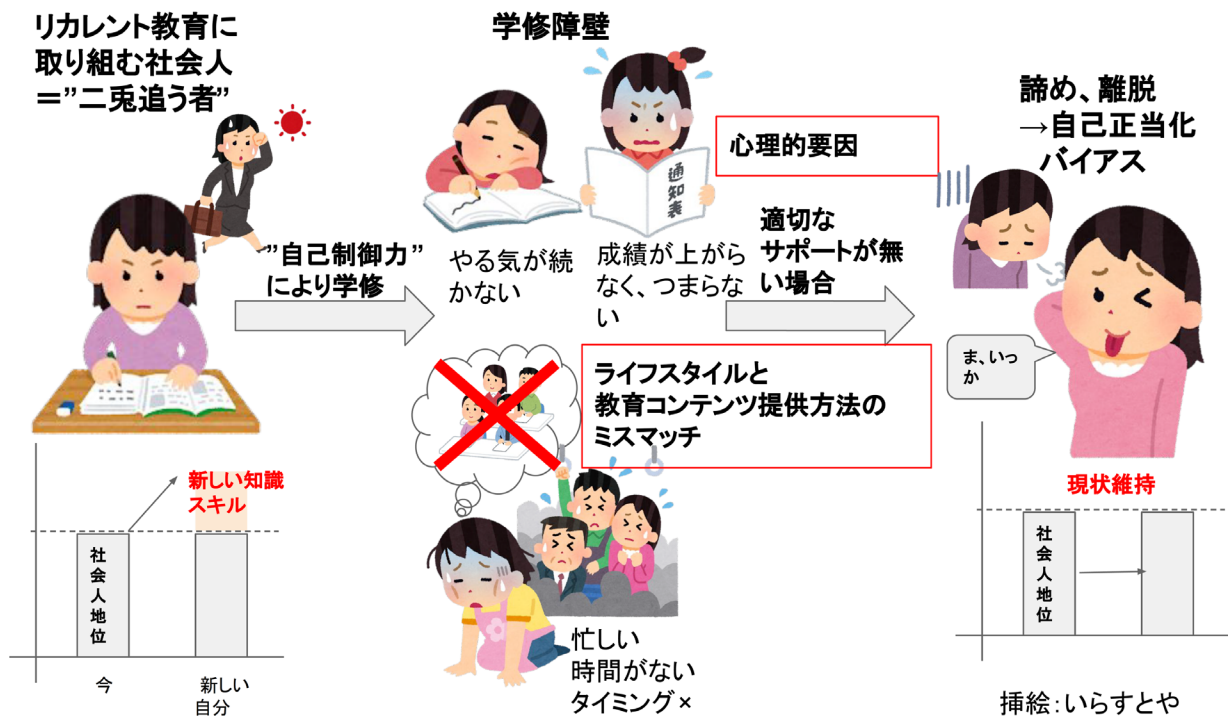 リカレント教育に
取り組む社会人
＝”二兎追う者”
”自己制御力”
により学修
新しい知識
スキル
社会人地位
今
新しい
自分
学修障壁
通知表
やる気が続
かない
成績が上がら
なく、つまらな
い
心理的要因
適切な
サポートが無
い場合
ライフスタイルと
教育コンテンツ提供方法の
ミスマッチ
忙しい
時間がない
タイミング×
諦め、離脱
→自己正当化
バイアス
ま、いっ
か
現状維持
社会人地位
挿絵：いらすとや